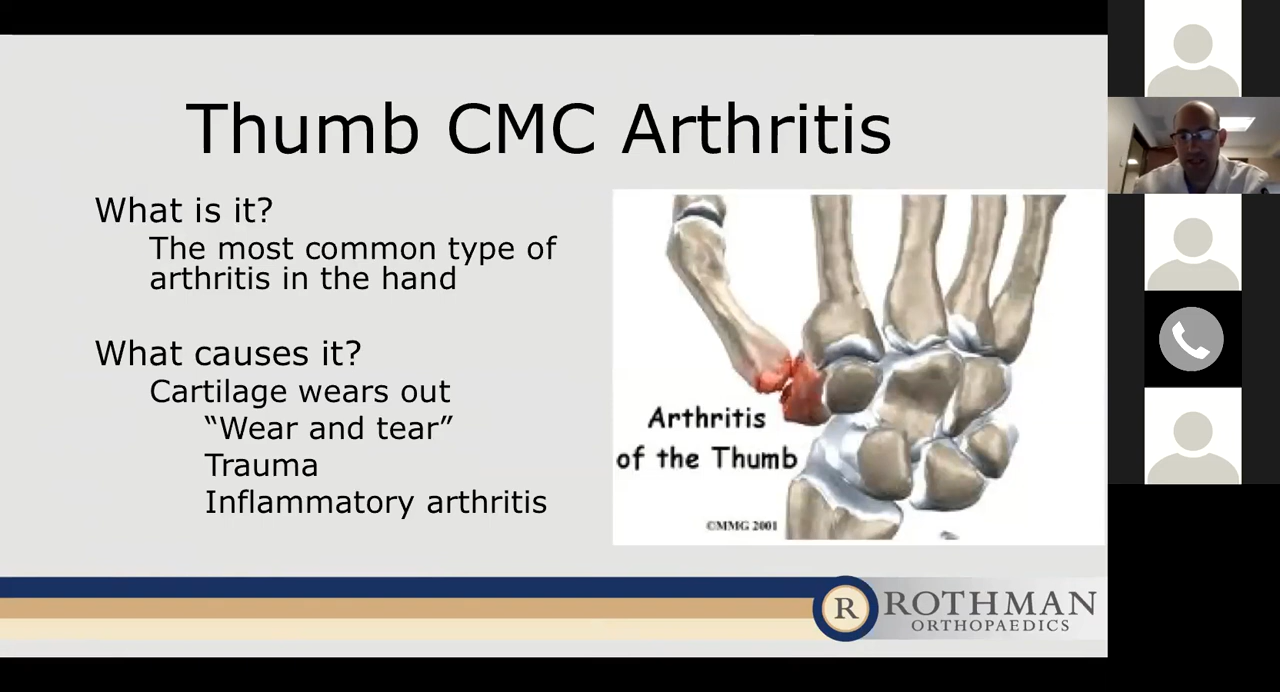 Thumb CMC Arthritis
What is it?
The most common type of
arthritis in the hand
What causes it?
Cartilage wears out
“Wear and tear”
Trauma
Inflammatory arthritis
Arthritis
of the Thumb
©MMG 2001
R
ROTHMAN
ORTHOPAEDICS